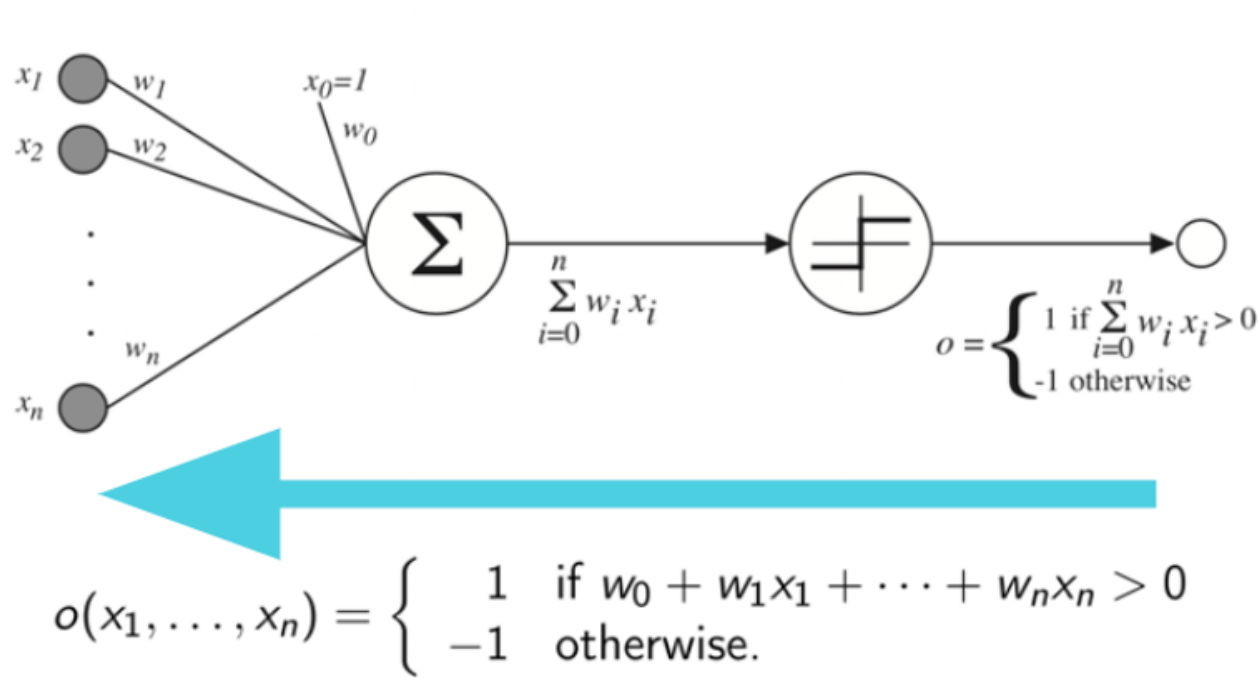 x1 w1 x0=1
w0
x2 w2
.
.
.
Σ
n
Σ wi xi
i=0
wn
xn
n
o = { 1 if Σ wi xi > 0
i=0
-1 otherwise
o(x1, . . . , xn) = { 1 if w0 + w1x1 + · · · + wnxn > 0
−1 otherwise.